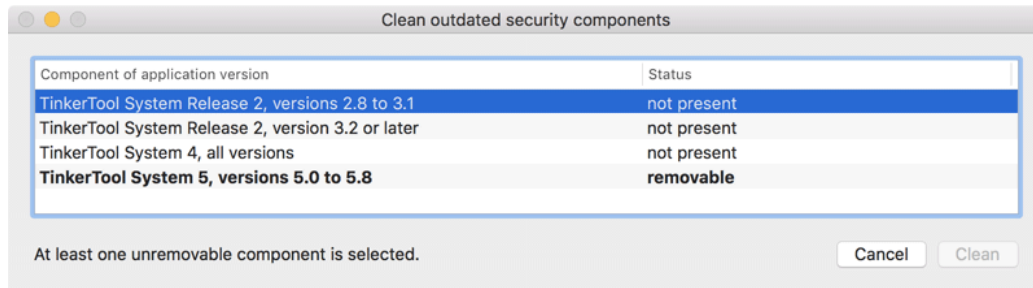 Clean outdated security components
Component of application version Status
TinkerTool System Release 2, versions 2.8 to 3.1 not present
TinkerTool System Release 2, version 3.2 or later not present
TinkerTool System 4, all versions not present
TinkerTool System 5, versions 5.0 to 5.8 removable
At least one unremovable component is selected. Cancel Clean